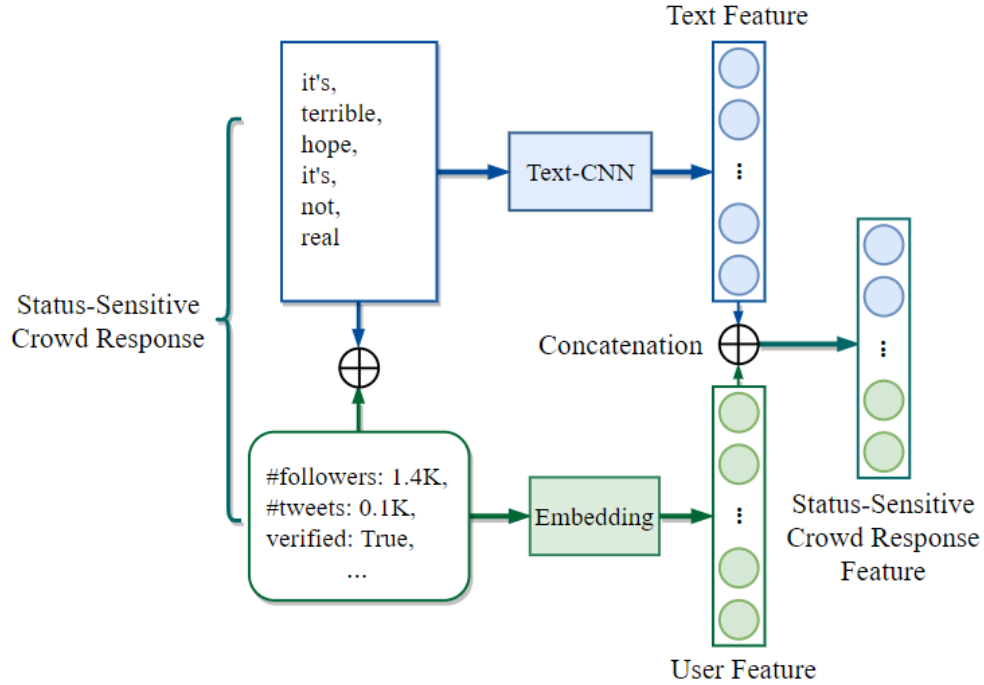 Text Feature
it's,
terrible,
hope,
it's,
not,
real
Text-CNN
Status-Sensitive
Crowd Response
Concatenation
#followers: 1.4K,
#tweets: 0.1K,
verified: True,
...
Embedding
Status-Sensitive
Crowd Response
Feature
User Feature